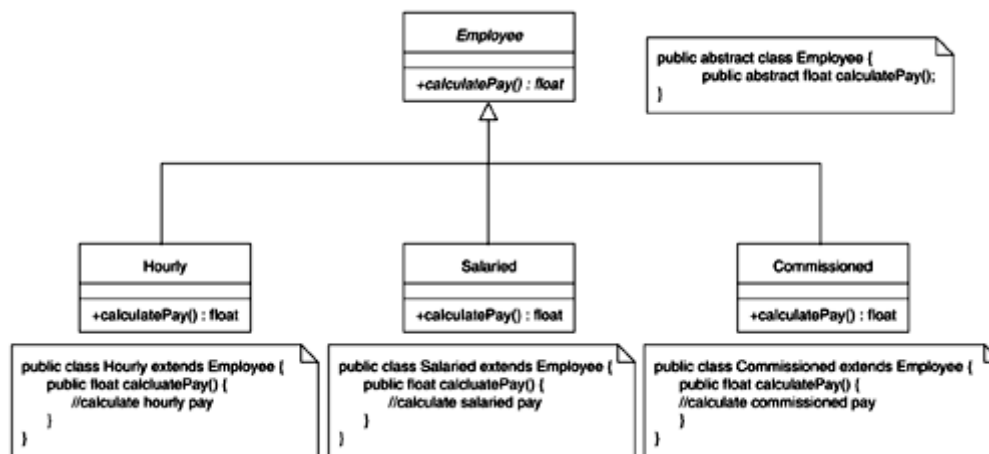 Employee
+calculatePay() : float
public abstract class Employee {
public abstract float calculatePay();
}
Hourly
+calculatePay() : float
Salaried
+calculatePay() : float
Commissioned
+calculatePay() : float
public class Hourly extends Employee {
public float calcluatePay() {
//calculate hourly pay
}
}
public class Salaried extends Employee {
public float calcluatePay() {
//calculate salaried pay
}
}
public class Commissioned extends Employee {
public float calculatePay() {
//calculate commissioned pay
}
}